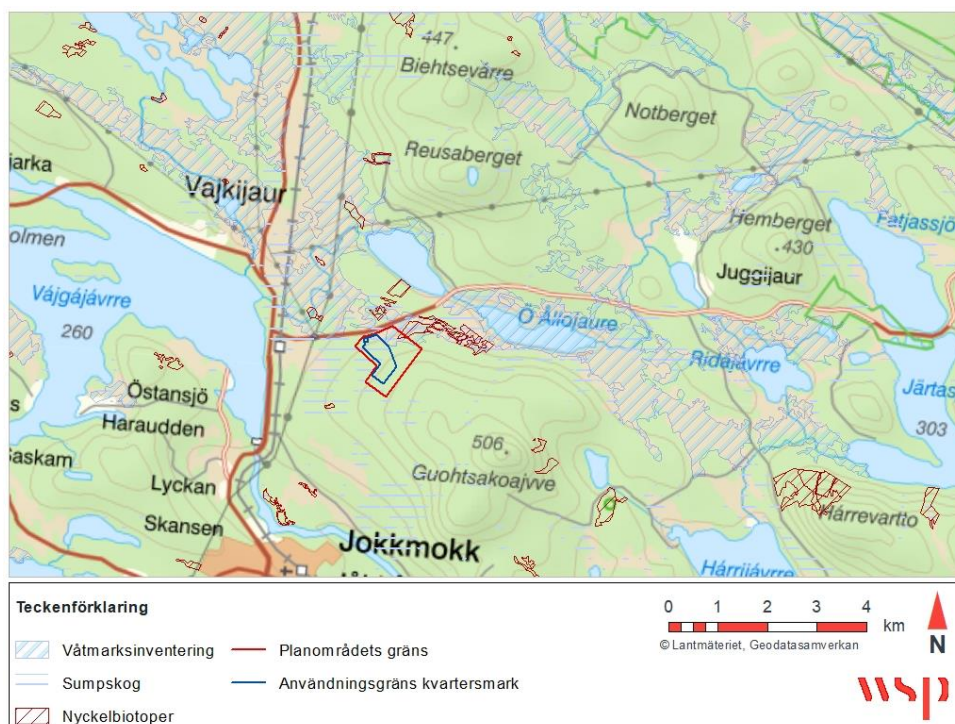 447
Biehtsevárre
Notberget
Reusaberget
jarka
Vajkijaur
olmen
Hemberget
430
Fatjassjö
Juggijaur
Vájgájávrre
260
Ö Állojaure
Ridájávrre
Östansjö
Haraudden
Järtas
303
s
Saskam
506
Guohtsakoajvve
Lyckan
Skansen
Hárrevartto
Jokkmokk
Hárrijávrre
Teckenförklaring
0 1 2 3 4
km
© Lantmäteriet, Geodatasamverkan
N
Våtmarksinventering
Planområdets gräns
Sumpskog
Användningsgräns kvartersmark
Nyckelbiotoper
wsp